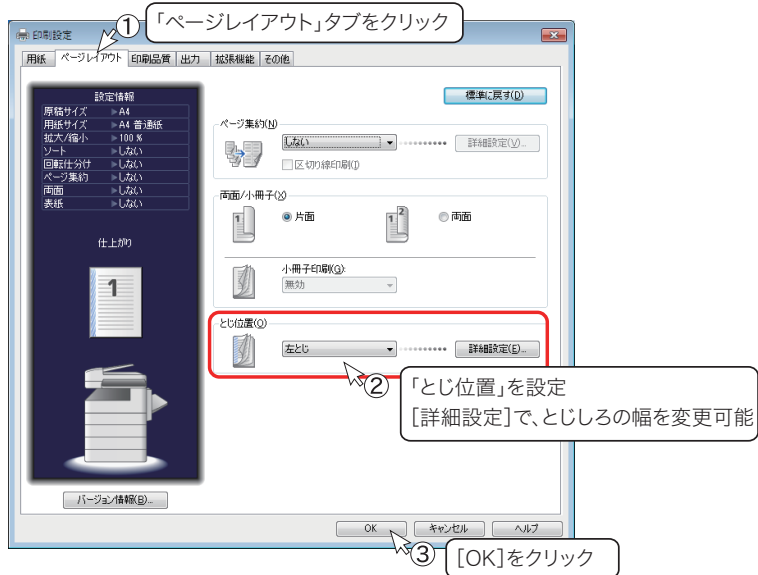 ① 「ページレイアウト」タブをクリック
印刷設定
用紙 ページレイアウト 印刷品質 出力 拡張機能 その他
設定情報
原稿サイズ ▶A4
用紙サイズ ▶A4 普通紙
拡大/縮小 ▶100 %
ソート ▶しない
回転仕分け ▶しない
ページ集約 ▶しない
両面 ▶しない
表紙 ▶しない
仕上がり
1
バージョン情報(B)...
標準に戻す(D)
ページ集約(N)
しない 詳細設定(V)...
区切り線印刷(I)
両面/小冊子(X)
1 片面 1 2 両面
小冊子印刷(G):
無効
とじ位置(O)
左とじ 詳細設定(E)...
② 「とじ位置」を設定
[詳細設定]で、とじしろの幅を変更可能
OK キャンセル ヘルプ
③ [OK]をクリック